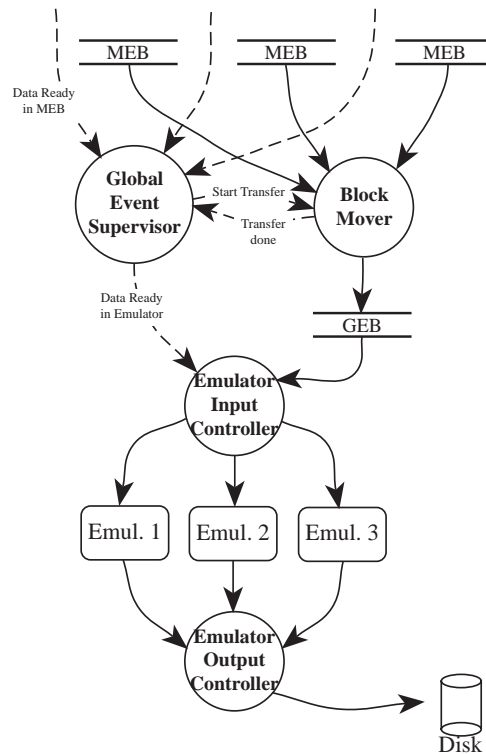 MEB
MEB
MEB
Data Ready
in MEB
Global
Event
Supervisor
Start Transfer
Transfer
done
Block
Mover
Data Ready
in Emulator
GEB
Emulator
Input
Controller
Emul. 1
Emul. 2
Emul. 3
Emulator
Output
Controller
Disk